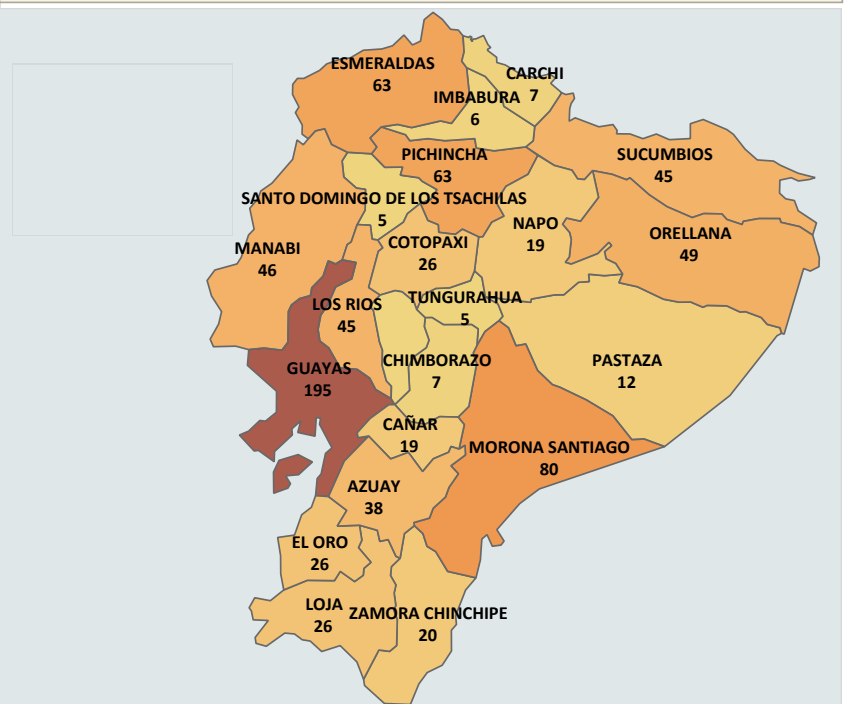 ESMERALDAS
63
CARCHI
7
IMBABURA
6
PICHINCHA
63
SUCUMBIOS
45
SANTO DOMINGO DE LOS TSACHILAS
5
NAPO
19
ORELLANA
49
MANABI
46
COTOPAXI
26
LOS RIOS
45
TUNGURAHUA
5
GUAYAS
195
CHIMBORAZO
7
PASTAZA
12
CAÑAR
19
MORONA SANTIAGO
80
AZUAY
38
EL ORO
26
LOJA
26
ZAMORA CHINCHIPE
20